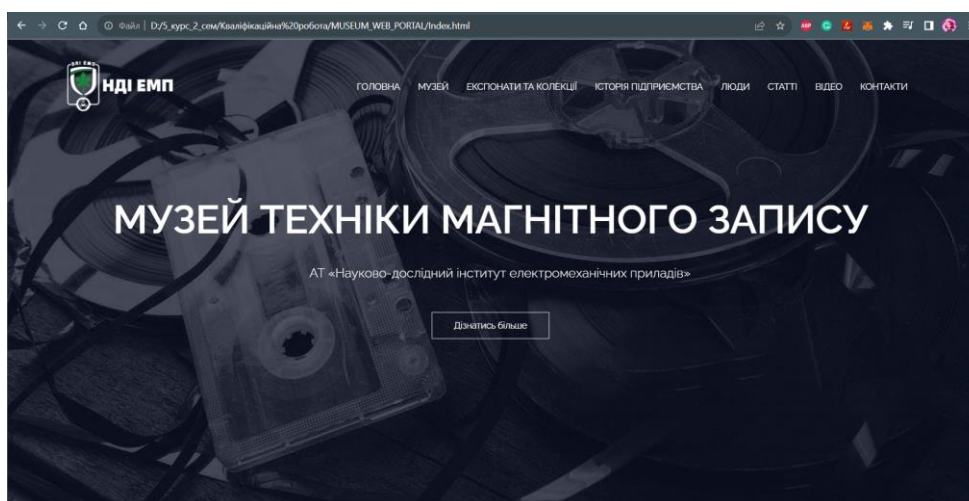 Файл | D:/5_курс_2_сем/Кваліфікаційна%20робота/MUSEUM_WEB_PORTAL/Index.html
НДІ ЕМП
ГОЛОВНА МУЗЕЙ ЕКСПОНАТИ ТА КОЛЕКЦІЇ ІСТОРІЯ ПІДПРИЄМСТВА ЛЮДИ СТАТТІ ВІДЕО КОНТАКТИ
МУЗЕЙ ТЕХНІКИ МАГНІТНОГО ЗАПИСУ
АТ «Науково-дослідний інститут електромеханічних приладів»
Дізнатись більше